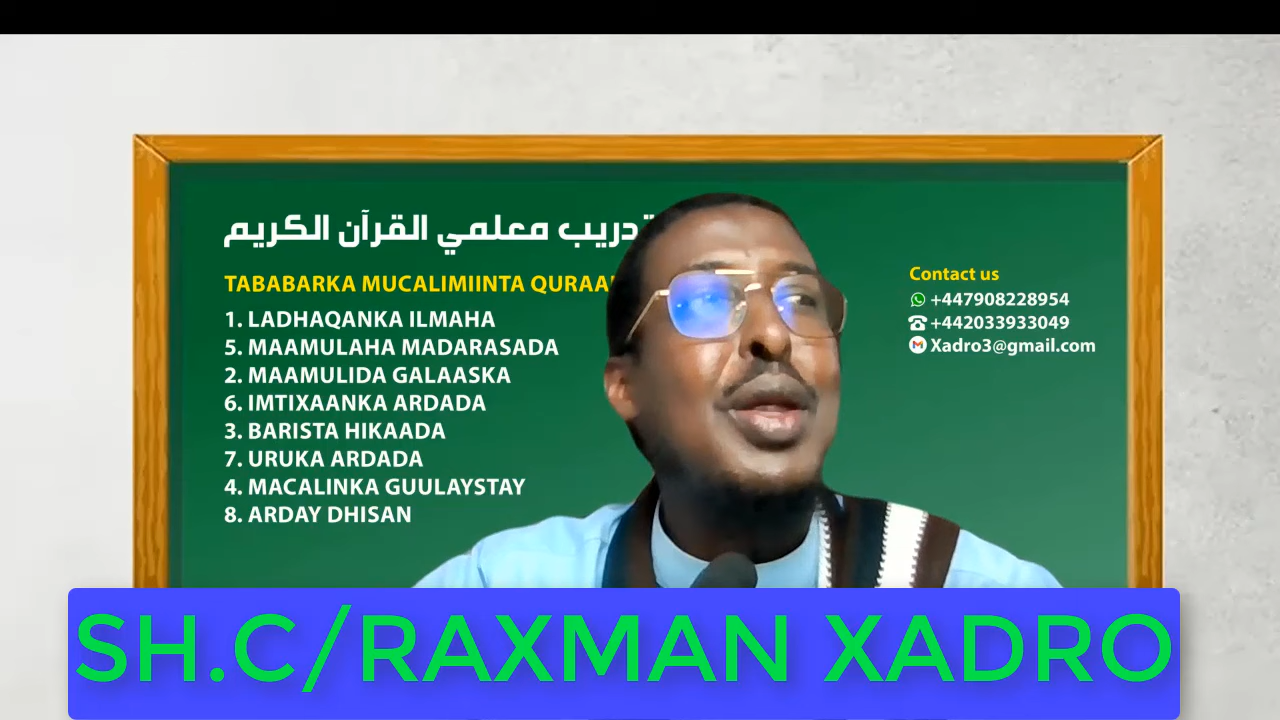 تدريب معلمي القرآن الكريم
TABABARKA MUCALIMIINTA
1. LADHAQANKA ILMAHA
5. MAAMULAHA MADARASADA
2. MAAMULIDA GALAASKA
6. IMTIXAANKA ARDADA
3. BARISTA HIKAADA
7. URUKA ARDADA
4. MACALINKA GUULAYSTAY
8. ARDAY DHISAN
Contact us
+447908228954
+442033933049
Xadro3@gmail.com
SH.C/RAXMAN XADRO